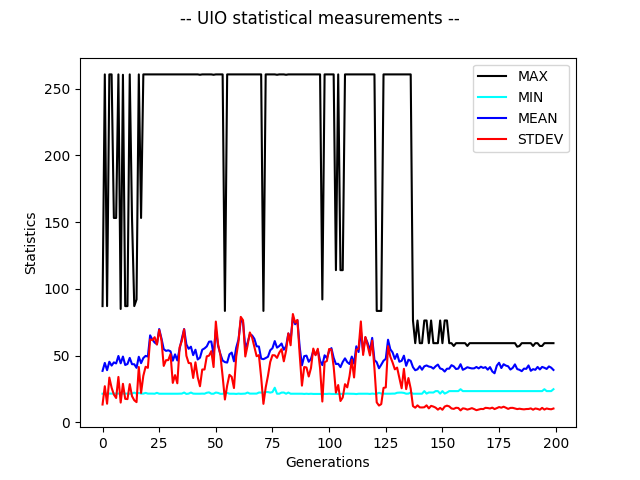 -- UIO statistical measurements --
MAX
MIN
MEAN
STDEV
Statistics
250
200
150
100
50
0
0 25 50 75 100 125 150 175 200
Generations